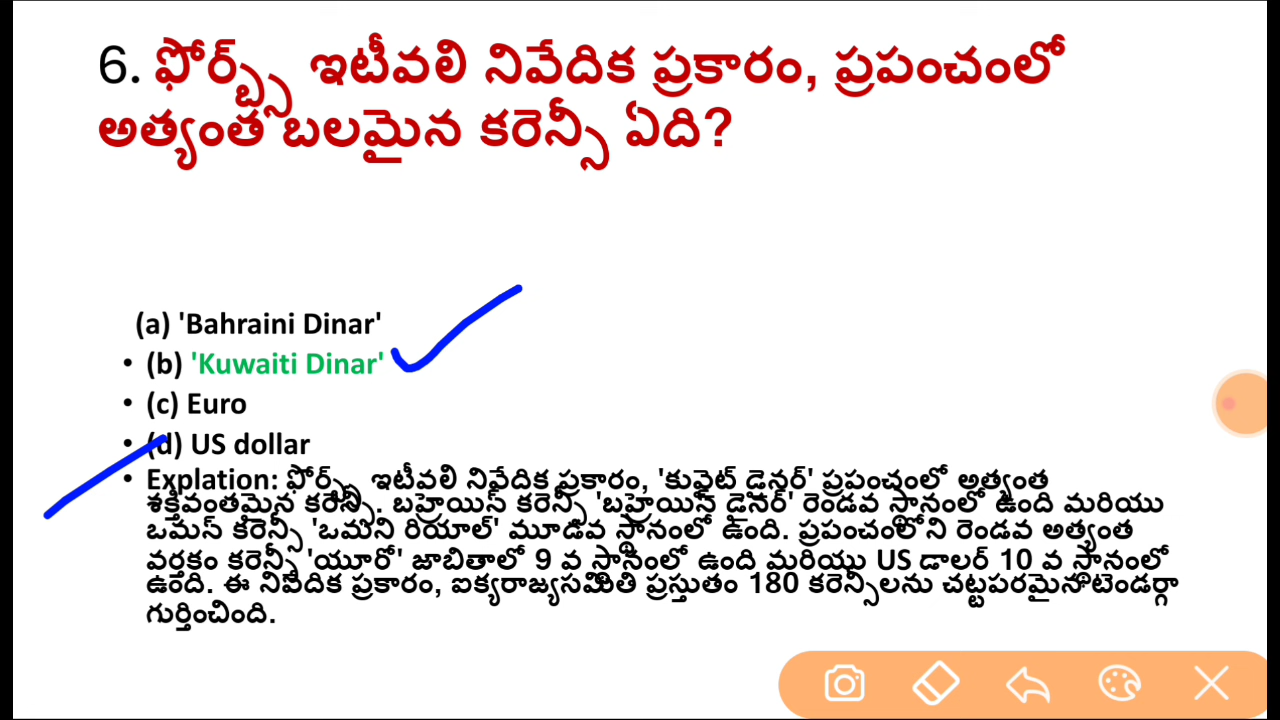 6. ఫోర్బ్స్ ఇటీవలి నివేదిక ప్రకారం, ప్రపంచంలో
అత్యంత బలమైన కరెన్సీ ఏది?
(a) 'Bahraini Dinar'
• (b) 'Kuwaiti Dinar'
• (c) Euro
• (d) US dollar
• Explation: ఫోర్బ్స్ ఇటీవలి నివేదిక ప్రకారం, 'కువైట్ డైనర్' ప్రపంచంలో అత్యంత
శక్తివంతమైన కరెన్సీ. బహ్రెయిన్ కరెన్సీ 'బహ్రెయిన్ డైనర్' రెండవ స్థానంలో ఉంది మరియు
ఒమన్ కరెన్సీ 'ఒమని రియాల్' మూడవ స్థానంలో ఉంది. ప్రపంచంలోని రెండవ అత్యంత
వర్తకం కరెన్సీ 'యూరో' జాబితాలో 9 వ స్థానంలో ఉంది మరియు US డాలర్ 10 వ స్థానంలో
ఉంది. ఈ నివేదిక ప్రకారం, ఐక్యరాజ్యసమితి ప్రస్తుతం 180 కరెన్సీలను చట్టపరమైన టెండర్గా
గుర్తించింది.